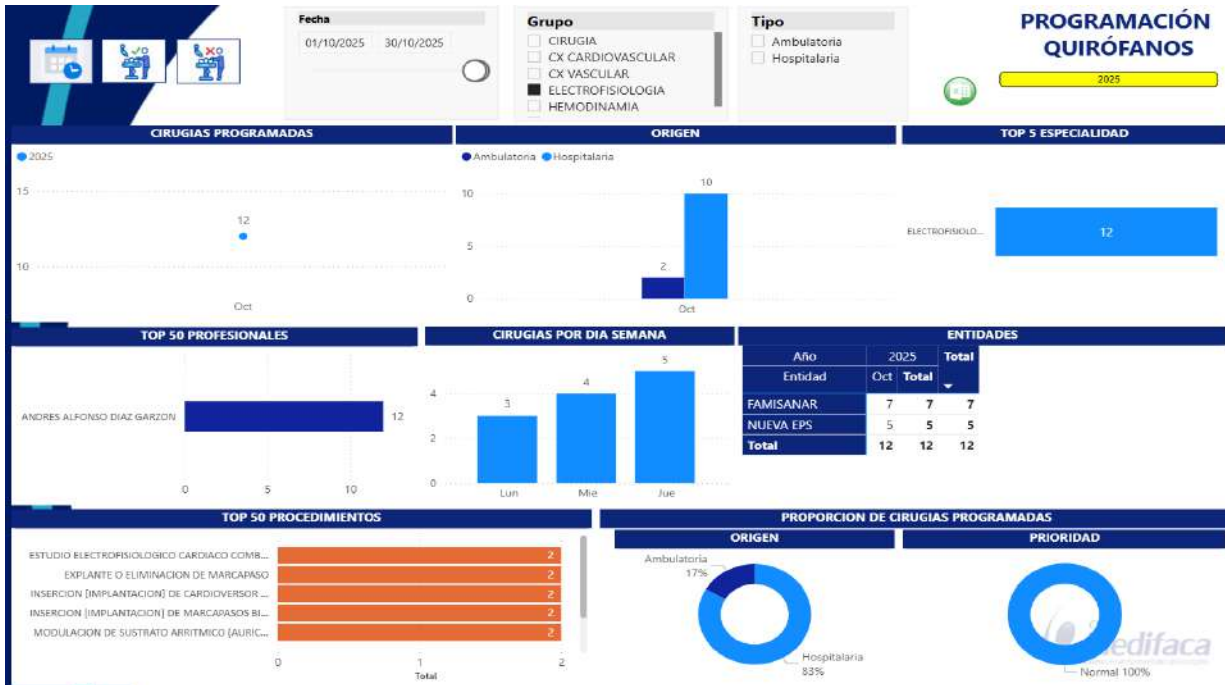 Fecha
01/10/2025 30/10/2025
Grupo
CIRUGIA
CX CARDIOVASCULAR
CX VASCULAR
ELECTROFISIOLOGIA
HEMODINAMIA
Tipo
Ambulatoria
Hospitalaria
PROGRAMACIÓN
QUIRÓFANOS
2025
CIRUGIAS PROGRAMADAS
2025
15
12
10
Oct
ORIGEN
Ambulatoria Hospitalaria
10
10
5
2
0
Oct
TOP 5 ESPECIALIDAD
ELECTROFISIOLO...
12
TOP 50 PROFESIONALES
ANDRES ALFONSO DIAZ GARZON
12
0 5 10
CIRUGIAS POR DIA SEMANA
5
4
4
3
2
0
Lun Mie Jue
ENTIDADES
Año 2025 Total
Entidad Oct Total
FAMISANAR 7 7 7
NUEVA EPS 5 5 5
Total 12 12 12
TOP 50 PROCEDIMIENTOS
ESTUDIO ELECTROFISIOLOGICO CARDIACO COMB... 2
EXPLANTE O ELIMINACION DE MARCAPASO 2
INSERCION [IMPLANTACION] DE CARDIOVERSOR ... 2
INSERCION [IMPLANTACION] DE MARCAPASOS BI... 2
MODULACION DE SUSTRATO ARRITMICO [AURIC... 2
0 1 2
Total
PROPORCION DE CIRUGIAS PROGRAMADAS
ORIGEN
Ambulatoria
17%
Hospitalaria
83%
PRIORIDAD
Normal 100%